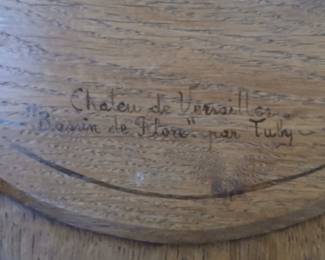 Chateu de Versailles
"Bassin de Flore" par Tuby